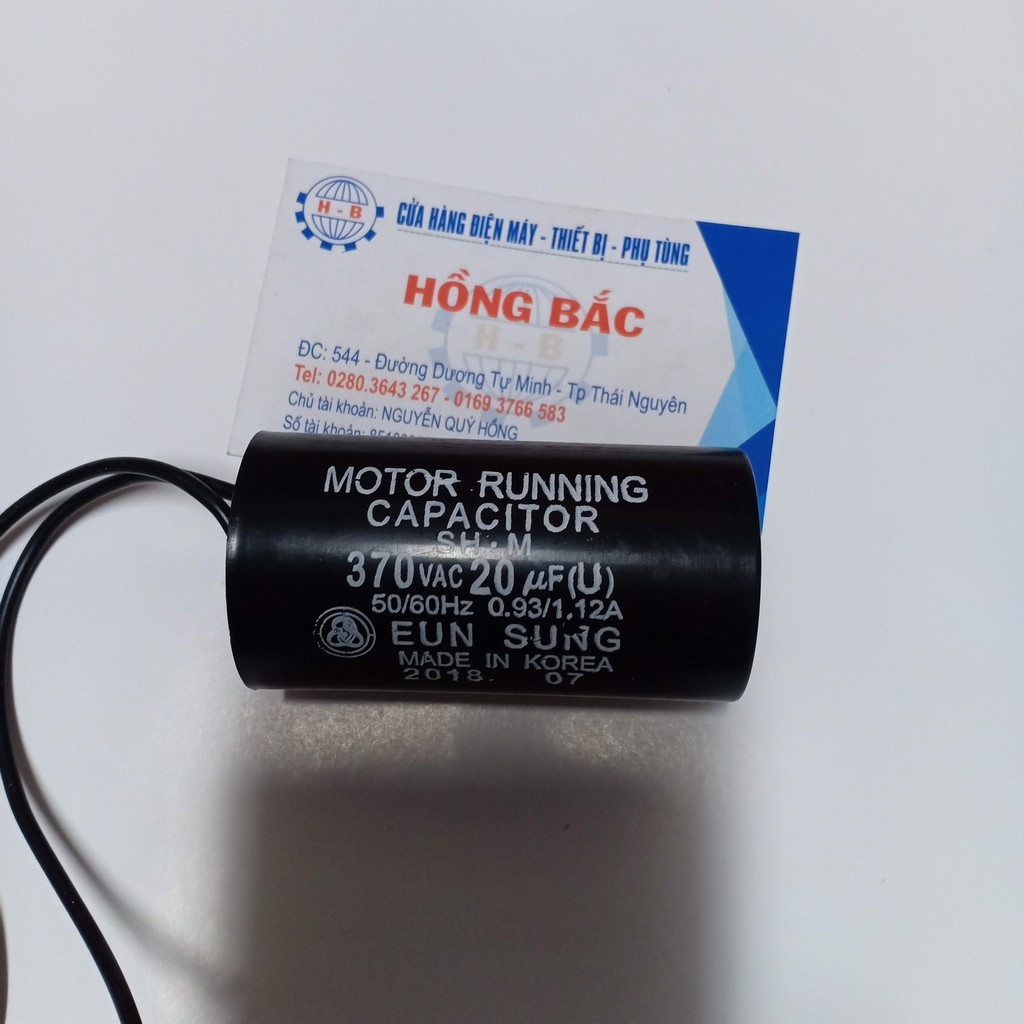 H - B
CỬA HÀNG ĐIỆN MÁY - THIẾT BỊ - PHỤ TÙNG
HỒNG BẮC
H - B
ĐC: 544 - Đường Dương Tự Minh - Tp Thái Nguyên
Tel: 0280.3643 267 - 0169 3766 583
Chủ tài khoản: NGUYỄN QUÝ HỒNG
Số tài khoản:
MOTOR RUNNING
CAPACITOR
SH - M
370VAC 20 µF(U)
50/60Hz 0.93/1.12A
EUN SUNG
MADE IN KOREA
2018. 07